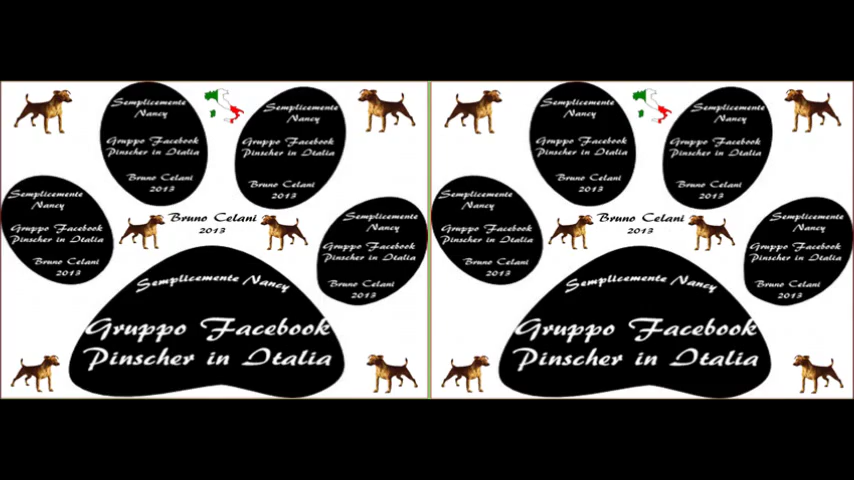 Semplicemente
Nancy
Gruppo Facebook
Pinscher in Italia
Bruno Celani
2013
Semplicemente
Nancy
Gruppo Facebook
Pinscher in Italia
Bruno Celani
2013
Semplicemente
Nancy
Gruppo Facebook
Pinscher in Italia
Bruno Celani
2013
Bruno Celani
2013
Semplicemente
Nancy
Gruppo Facebook
Pinscher in Italia
Bruno Celani
2013
Semplicemente Nancy
Gruppo Facebook
Pinscher in Italia
Semplicemente
Nancy
Gruppo Facebook
Pinscher in Italia
Bruno Celani
2013
Semplicemente
Nancy
Gruppo Facebook
Pinscher in Italia
Bruno Celani
2013
Semplicemente
Nancy
Gruppo Facebook
Pinscher in Italia
Bruno Celani
2013
Bruno Celani
2013
Semplicemente
Nancy
Gruppo Facebook
Pinscher in Italia
Bruno Celani
2013
Semplicemente Nancy
Gruppo Facebook
Pinscher in Italia